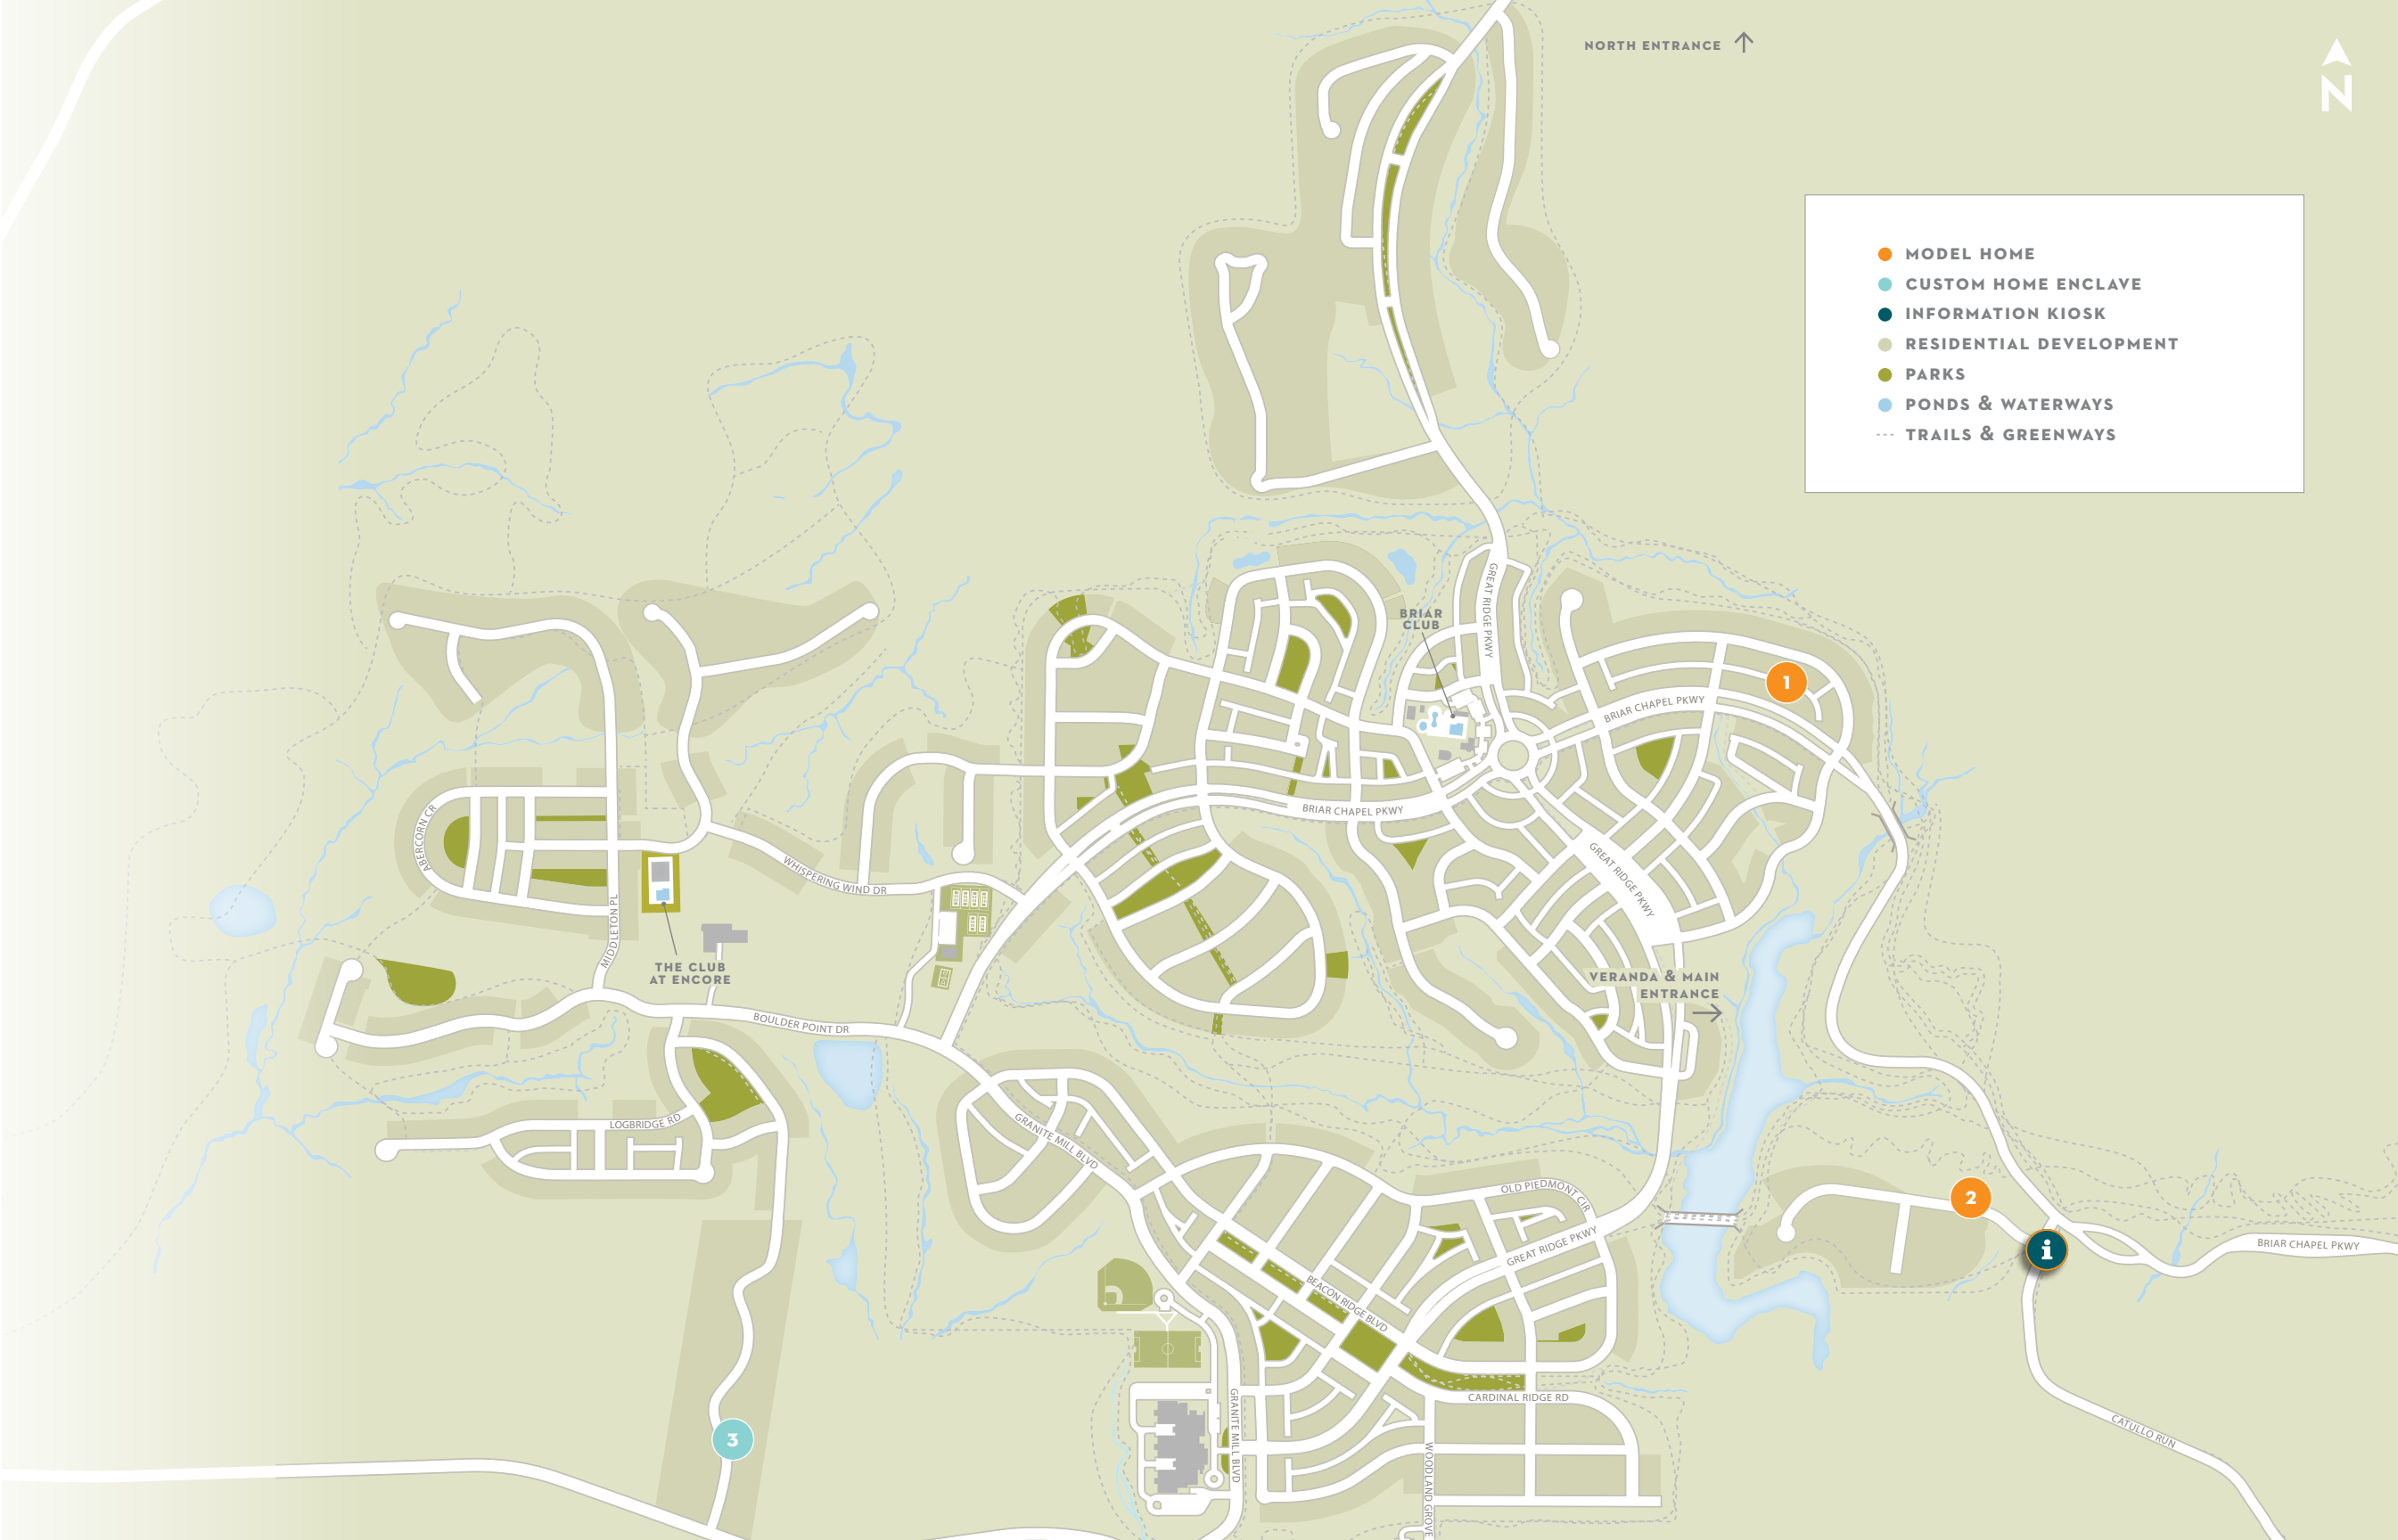 NORTH ENTRANCE
N
MODEL HOME
CUSTOM HOME ENCLAVE
INFORMATION KIOSK
RESIDENTIAL DEVELOPMENT
PARKS
PONDS & WATERWAYS
TRAILS & GREENWAYS
GREAT RIDGE PKWY
BRIAR
CLUB
1
BRIAR CHAPEL PKWY
BRIAR CHAPEL PKWY
ABERCORN CR
WHISPERING WIND DR
GREAT RIDGE PKWY
MIDDLETON PL
THE CLUB
AT ENCORE
VERANDA & MAIN
ENTRANCE
BOULDER POINT DR
LOGBRIDGE RD
GRANITE MILL BLVD
OLD PIEDMONT CIR
2
GREAT RIDGE PKWY
i
BRIAR CHAPEL PKWY
BEACON RIDGE BLVD
CARDINAL RIDGE RD
GRANITE MILL BLVD
3
CATULLO RUN
WOODLAND GROVE